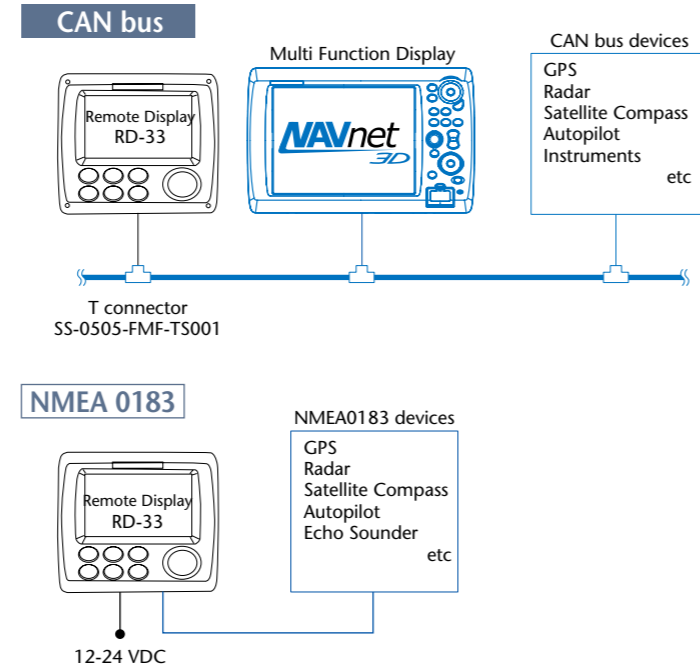 CAN bus
Multi Function Display
CAN bus devices
Remote Display
RD-33
NAVnet
3D
GPS
Radar
Satellite Compass
Autopilot
Instruments
etc
T connector
SS-0505-FMF-TS001
NMEA 0183
NMEA0183 devices
Remote Display
RD-33
GPS
Radar
Satellite Compass
Autopilot
Echo Sounder
etc
12-24 VDC